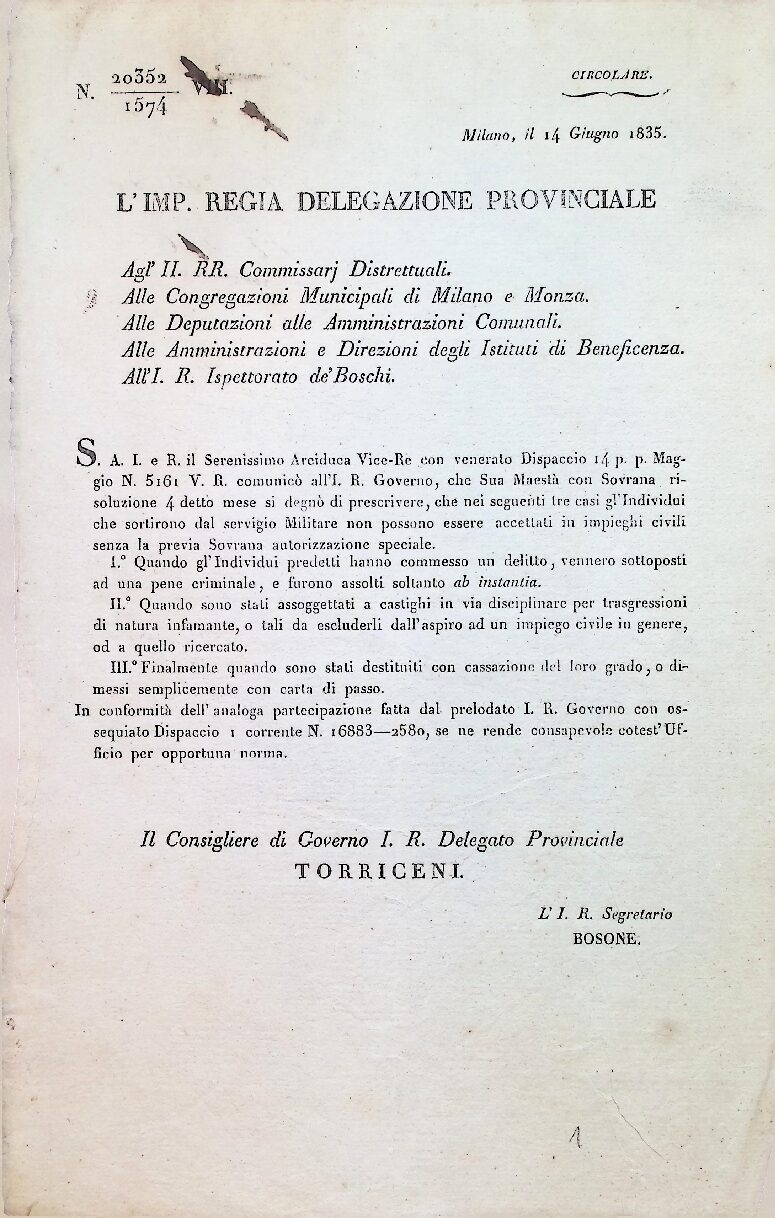 N. 20352/1574 VIII.
CIRCOLARE.
Milano, il 14 Giugno 1835.
L' IMP. REGIA DELEGAZIONE PROVINCIALE
Agl' II. RR. Commissarj Distrettuali.
Alle Congregazioni Municipali di Milano e Monza.
Alle Deputazioni alle Amministrazioni Comunali.
Alle Amministrazioni e Direzioni degli Istituti di Beneficenza.
All'I. R. Ispettorato de' Boschi.
S. A. I. e R. il Serenissimo Arciduca Vice-Re con venerato Dispaccio 14 p. p. Mag-
gio N. 5161 V. R. comunicò all'I. R. Governo, che Sua Maestà con Sovrana ri-
soluzione 4 detto mese si degnò di prescrivere, che nei seguenti tre casi gl'Individui
che sortirono dal servigio Militare non possono essere accettati in impieghi civili
senza la previa Sovrana autorizzazione speciale.
I.° Quando gl'Individui predetti hanno commesso un delitto, vennero sottoposti
ad una pene criminale, e furono assolti soltanto ab instantia.
II.° Quando sono stati assoggettati a castighi in via disciplinare per trasgressioni
di natura infamante, o tali da escluderli dall'aspiro ad un impiego civile in genere,
od a quello ricercato.
III.° Finalmente quando sono stati destituiti con cassazione del loro grado, o di-
messi semplicemente con carta di passo.
In conformità dell' analoga partecipazione fatta dal prelodato I. R. Governo con os-
sequiato Dispaccio 1 corrente N. 16883—2580, se ne rende consapevole cotest' Uf-
ficio per opportuna norma.
Il Consigliere di Governo I. R. Delegato Provinciale
TORRICENI.
L' I. R. Segretario
BOSONE.
1